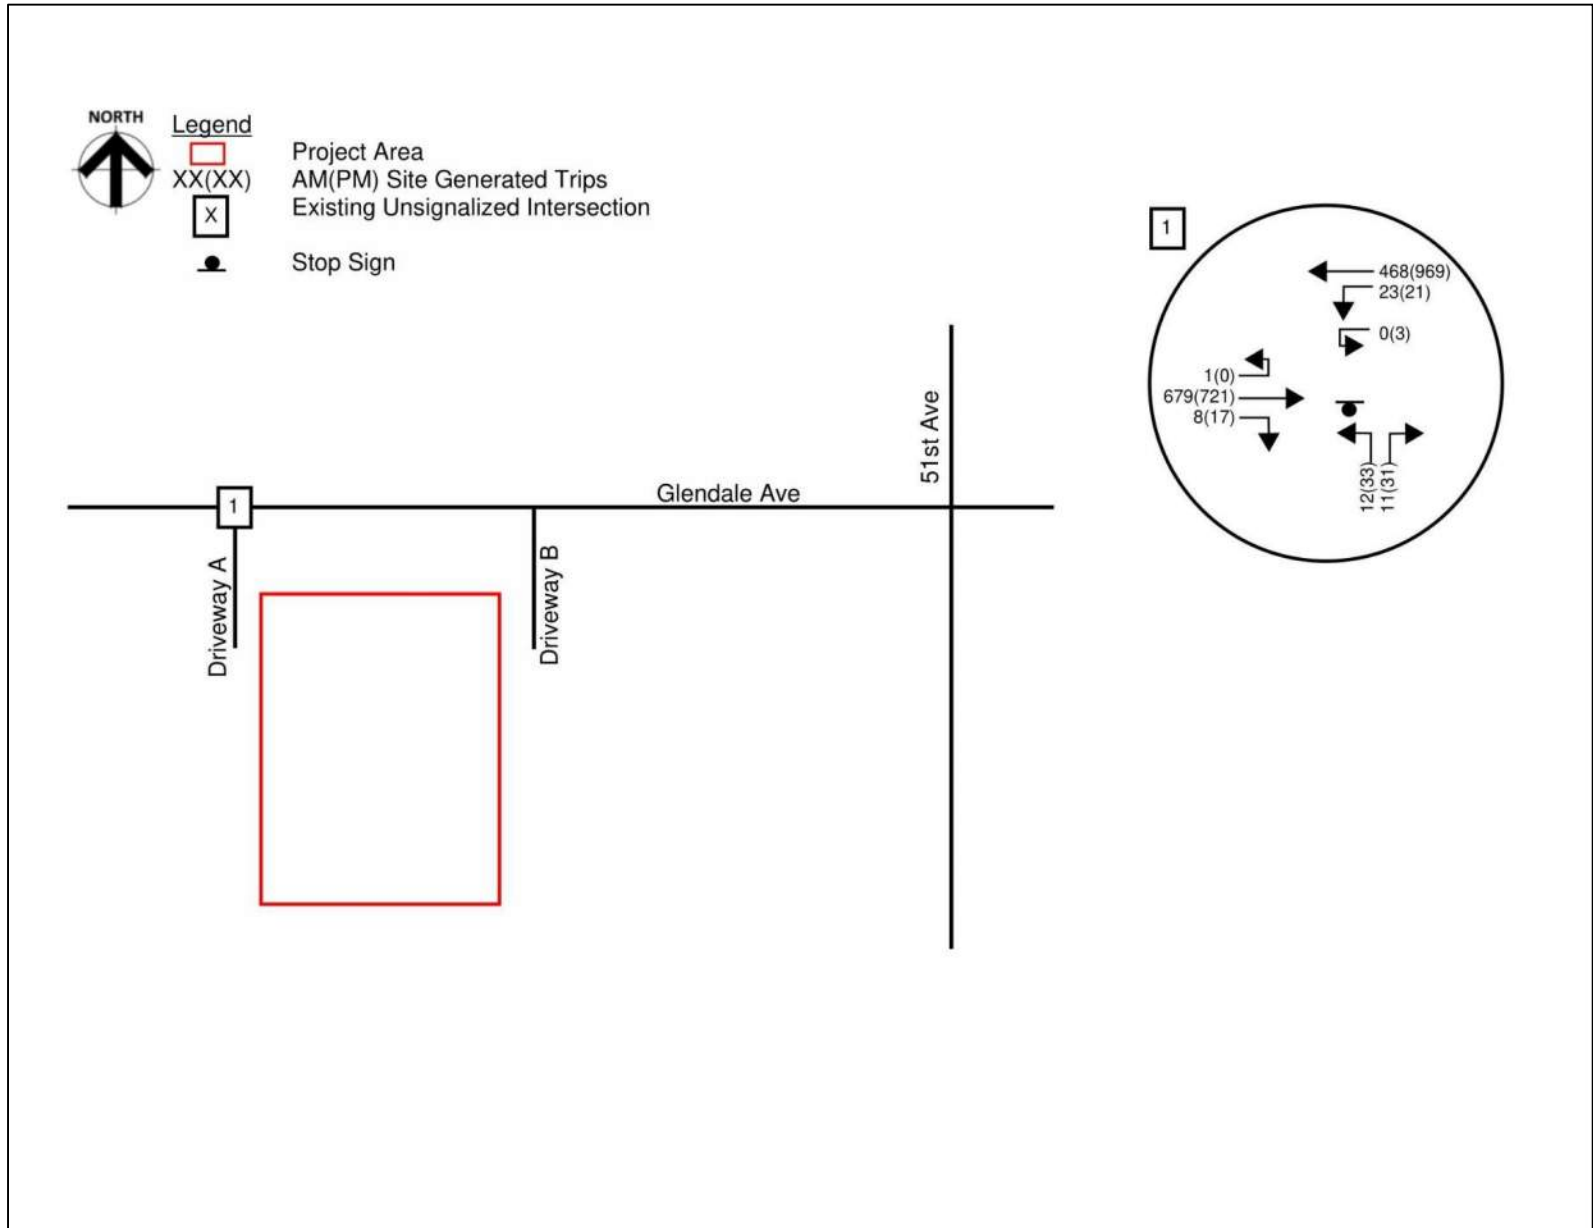 NORTH
Legend
Project Area
XX(XX) AM(PM) Site Generated Trips
X Existing Unsignalized Intersection
Stop Sign
1
468(969)
23(21)
0(3)
1(0)
679(721)
8(17)
12(33)
11(31)
51st Ave
Glendale Ave
1
Driveway A
Driveway B